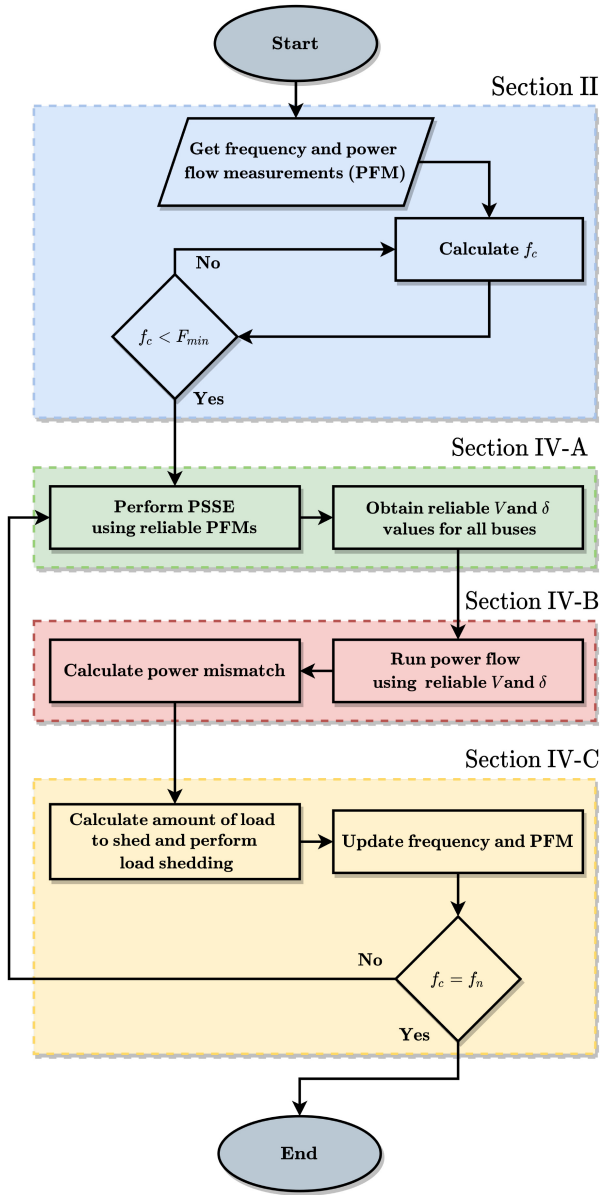 Start
Section II
Get frequency and power
flow measurements (PFM)
Calculate f_c
No
f_c < F_min
Yes
Section IV-A
Perform PSSE
using reliable PFMs
Obtain reliable V and δ
values for all buses
Section IV-B
Calculate power mismatch
Run power flow
using reliable V and δ
Section IV-C
Calculate amount of load
to shed and perform
load shedding
Update frequency and PFM
No
f_c = f_n
Yes
End